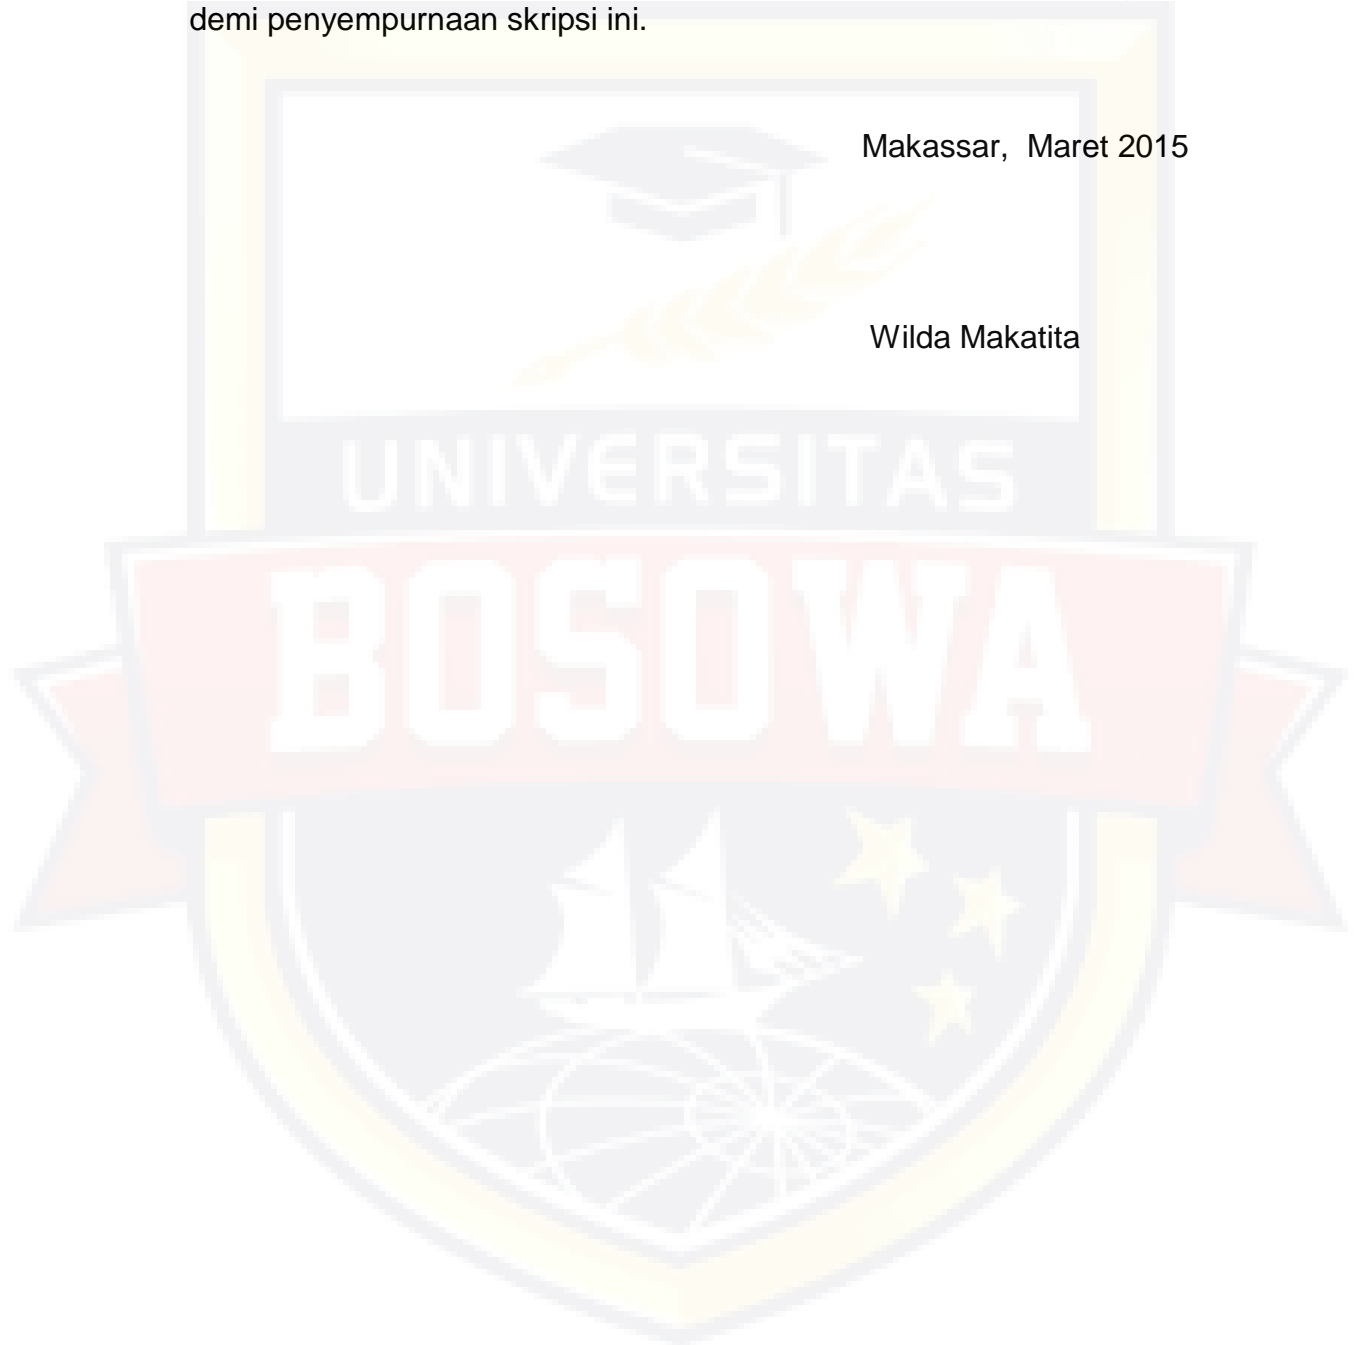 demi penyempurnaan skripsi ini.
Makassar,  Maret 2015
Wilda Makatita
UNIVERSITAS
BOSOWA